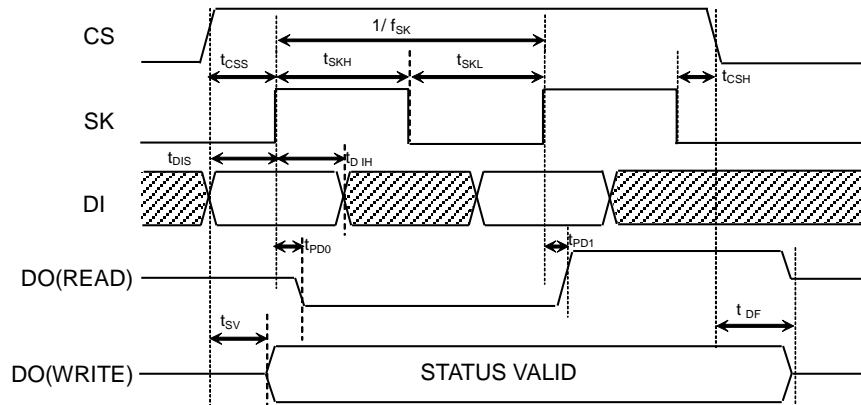 CS
1/ fSK
tCSS
tSKH
tSKL
tCSH
SK
tDIS
tD IH
DI
tPD0
tPD1
DO(READ)
tSV
t DF
DO(WRITE)
STATUS VALID